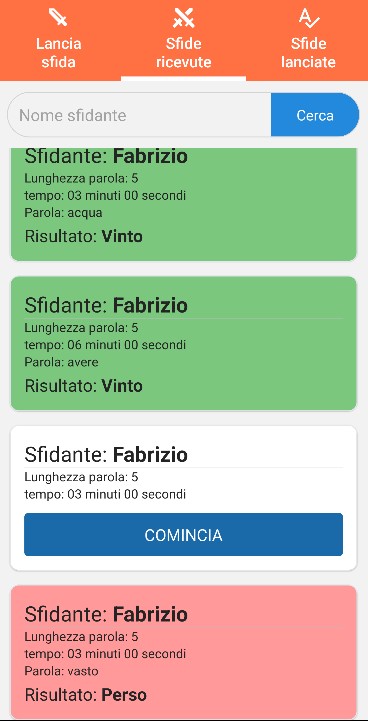 Lancia
sfida
Sfide
ricevute
Sfide
lanciate
Nome sfidante
Cerca
Sfidante: Fabrizio
Lunghezza parola: 5
tempo: 03 minuti 00 secondi
Parola: acqua
Risultato: Vinto
Sfidante: Fabrizio
Lunghezza parola: 5
tempo: 06 minuti 00 secondi
Parola: avere
Risultato: Vinto
Sfidante: Fabrizio
Lunghezza parola: 5
tempo: 03 minuti 00 secondi
COMINCIA
Sfidante: Fabrizio
Lunghezza parola: 5
tempo: 03 minuti 00 secondi
Parola: vasto
Risultato: Perso